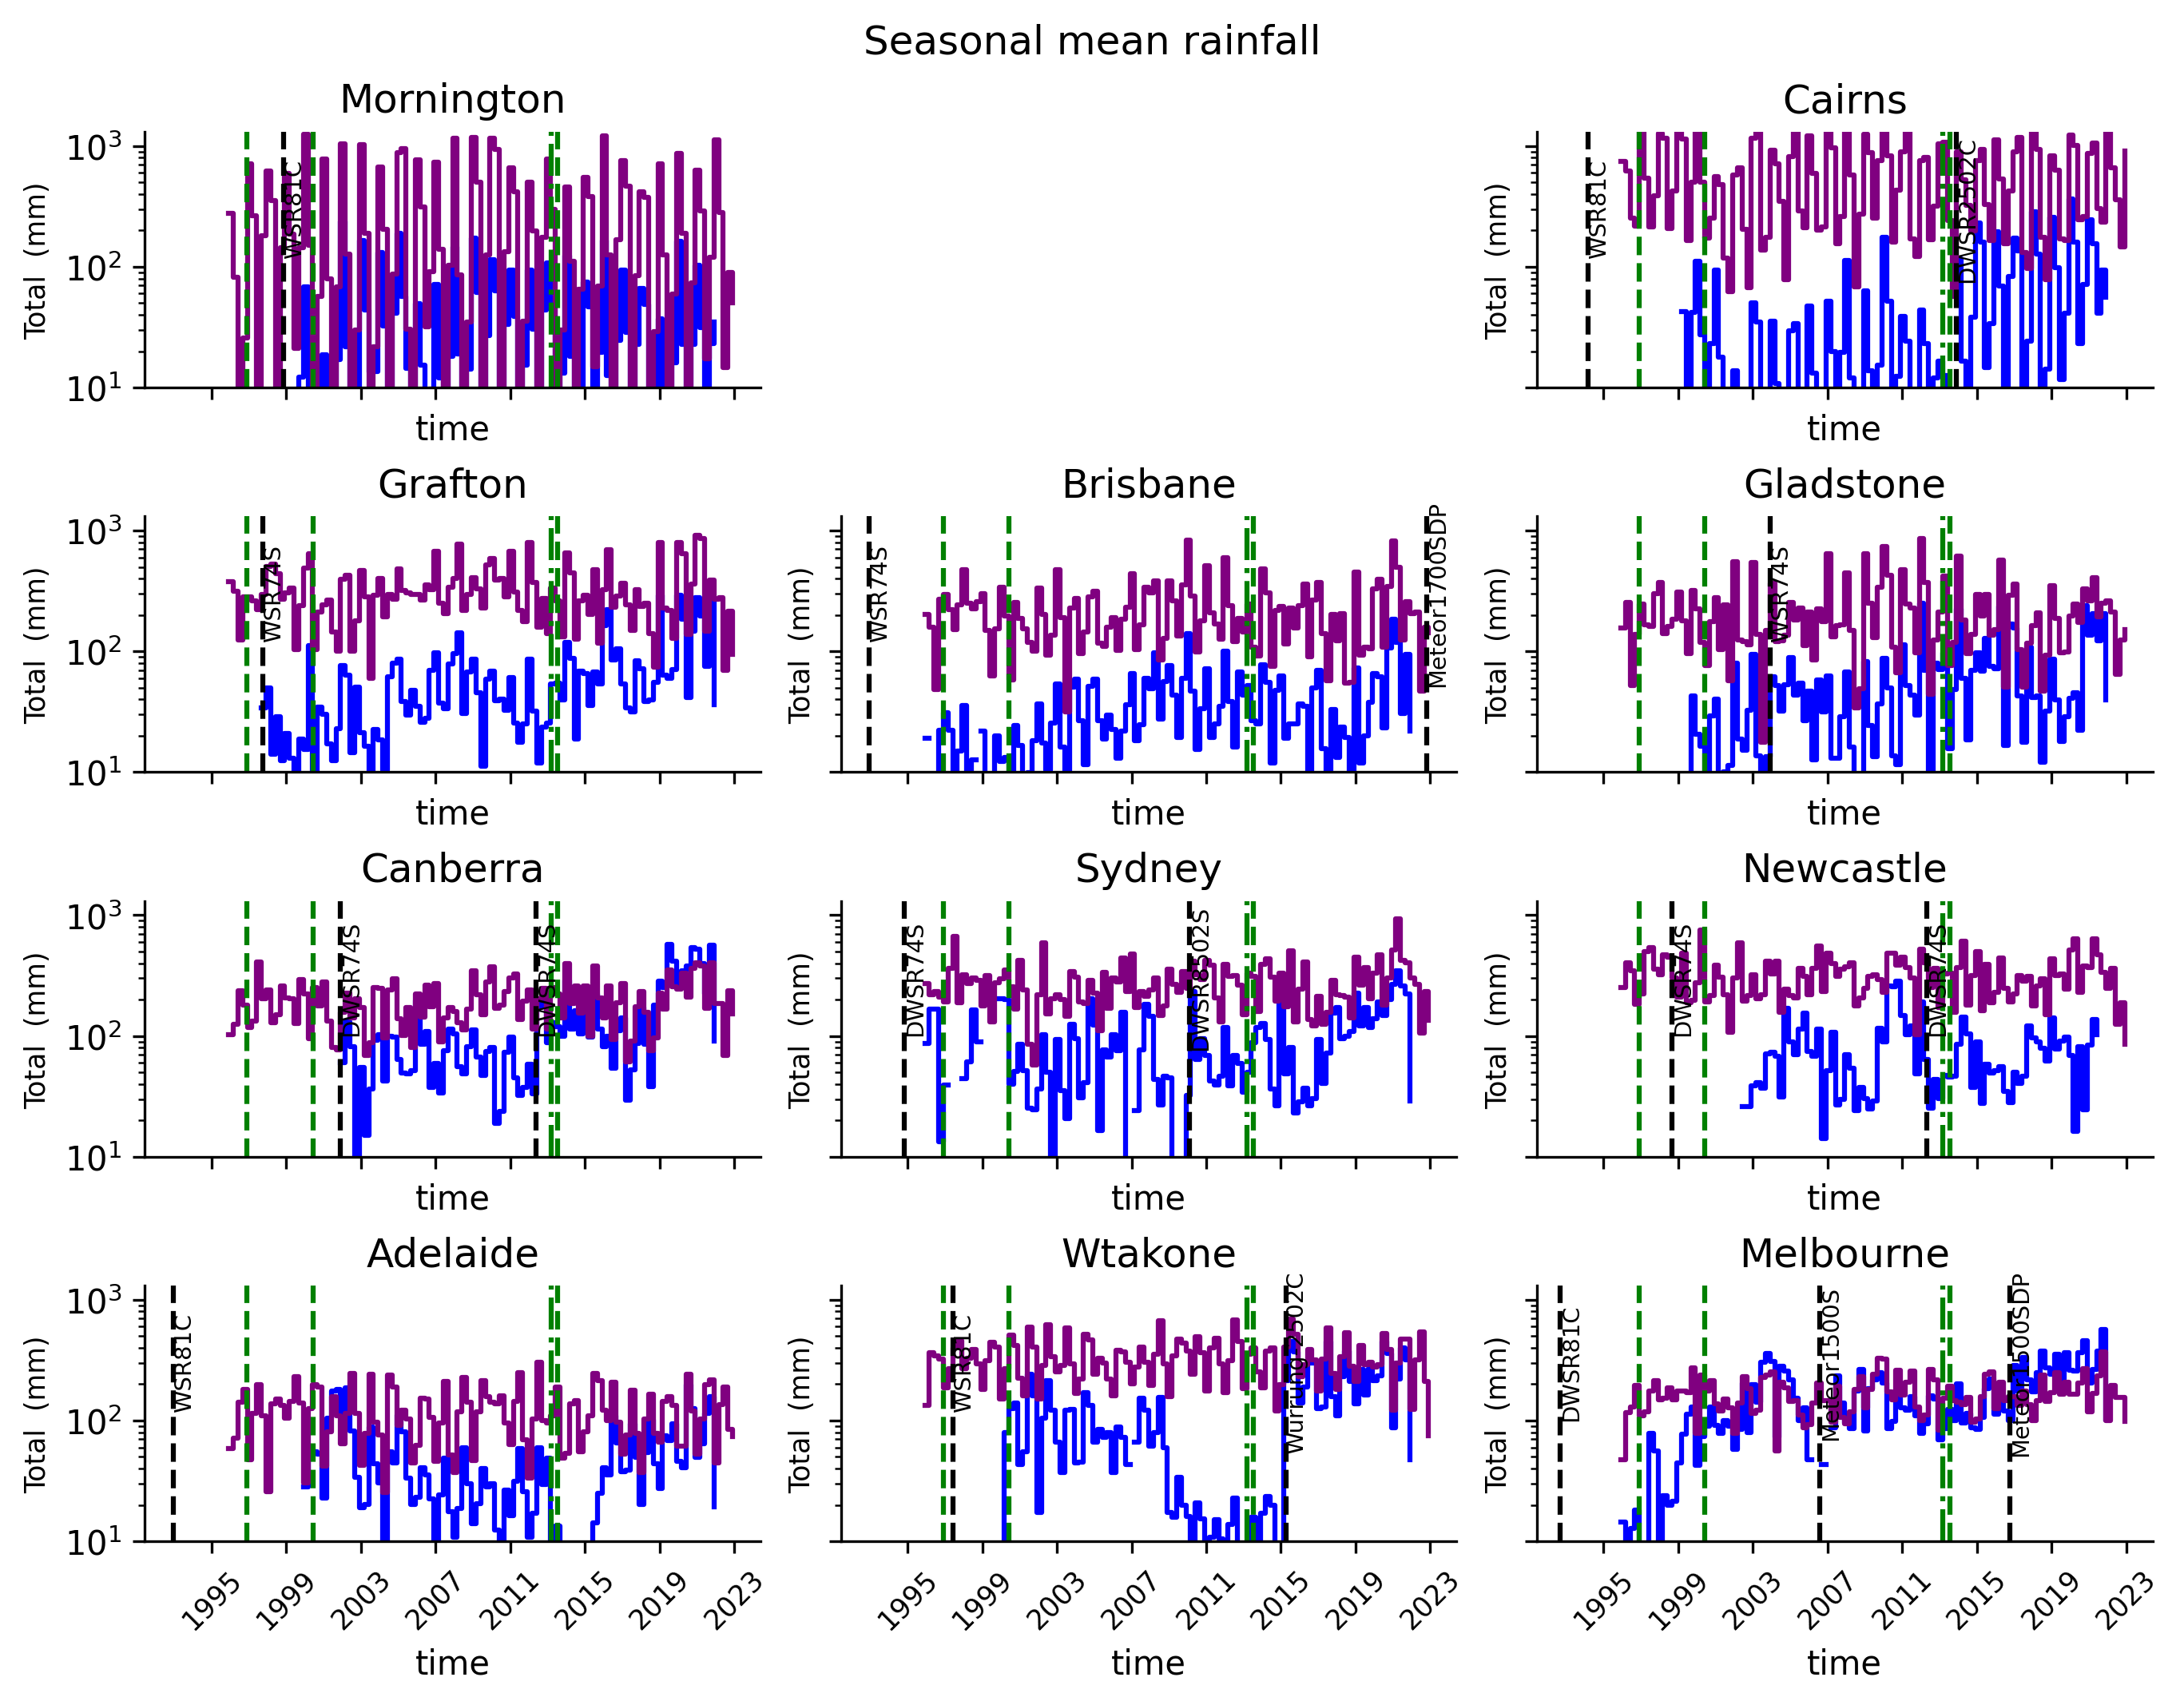 Seasonal mean rainfall
Mornington
Cairns
Total (mm)
10³
10²
10¹
WSR81C
time
Total (mm)
WSR81C
DWSR2502C
time
Grafton
Brisbane
Gladstone
Total (mm)
10³
10²
10¹
WSR74S
time
Total (mm)
WSR74S
Meteor1700SDP
time
Total (mm)
WSR74S
time
Canberra
Sydney
Newcastle
Total (mm)
10³
10²
10¹
DWSR74S
DWSR74S
time
Total (mm)
DWSR74S
DWSR8502S
time
Total (mm)
WSR74S
DWSR74S
time
Adelaide
Wtakone
Melbourne
Total (mm)
10³
10²
10¹
WSR81C
1995 1999 2003 2007 2011 2015 2019 2023
time
Total (mm)
WSR81C
Wurrung 2502C
1995 1999 2003 2007 2011 2015 2019 2023
time
Total (mm)
DWSR81C
Meteor1500S
Meteor1500SDP
1995 1999 2003 2007 2011 2015 2019 2023
time